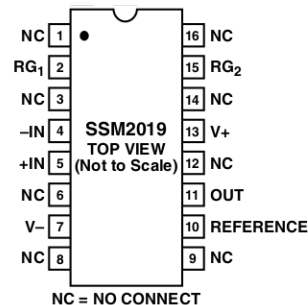 NC 1 16 NC
RG1 2 15 RG2
NC 3 14 NC
–IN 4 SSM2019 13 V+
TOP VIEW
+IN 5 (Not to Scale) 12 NC
NC 6 11 OUT
V– 7 10 REFERENCE
NC 8 9 NC
NC = NO CONNECT